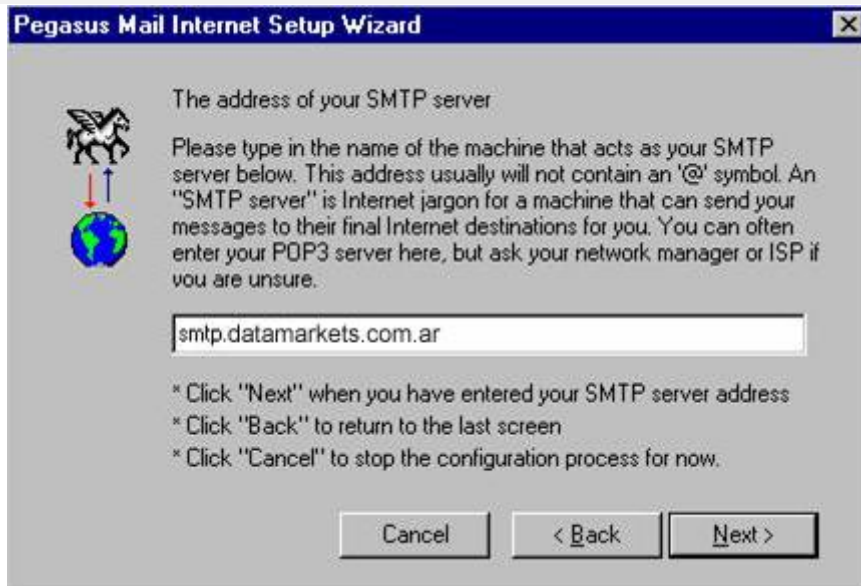 Pegasus Mail Internet Setup Wizard
The address of your SMTP server
Please type in the name of the machine that acts as your SMTP
server below. This address usually will not contain an '@' symbol. An
"SMTP server" is Internet jargon for a machine that can send your
messages to their final Internet destinations for you. You can often
enter your POP3 server here, but ask your network manager or ISP if
you are unsure.
smtp.datamarkets.com.ar
* Click "Next" when you have entered your SMTP server address
* Click "Back" to return to the last screen
* Click "Cancel" to stop the configuration process for now.
Cancel
< Back
Next >